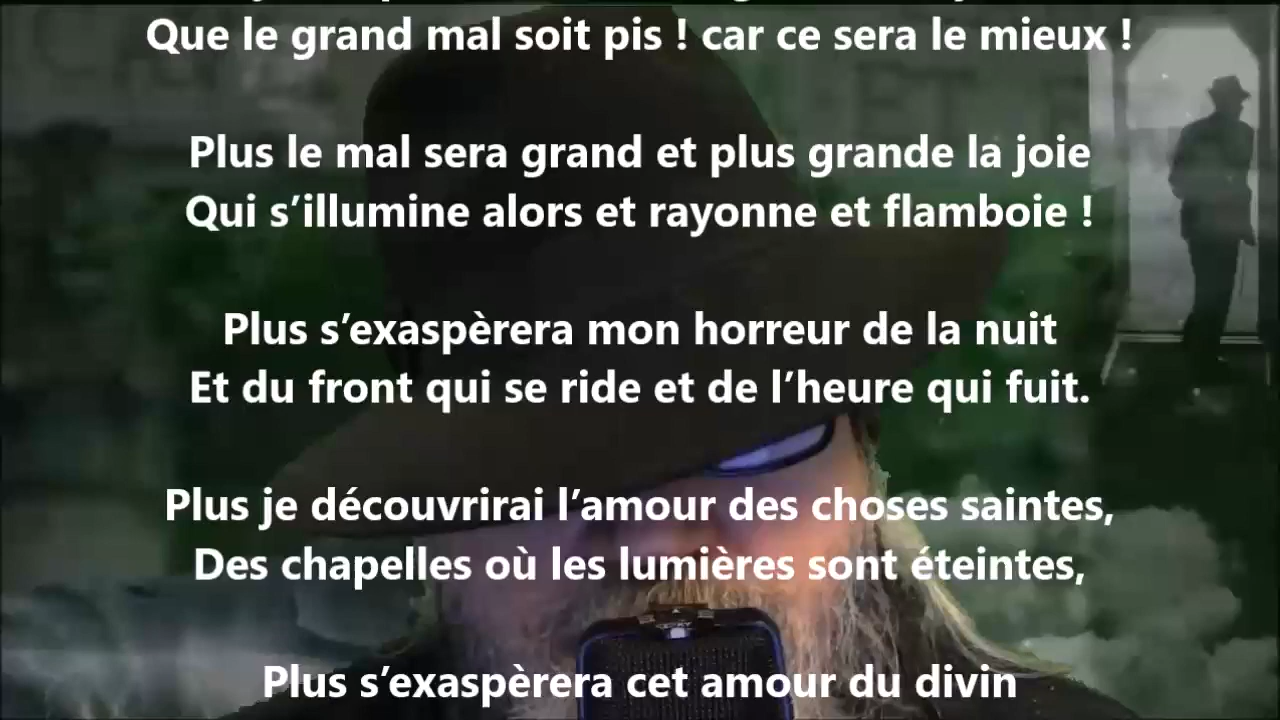 Que le grand mal soit pis ! car ce sera le mieux !
Plus le mal sera grand et plus grande la joie
Qui s’illumine alors et rayonne et flamboie !
Plus s’exaspèrera mon horreur de la nuit
Et du front qui se ride et de l’heure qui fuit.
Plus je découvrirai l’amour des choses saintes,
Des chapelles où les lumières sont éteintes,
Plus s’exaspèrera cet amour du divin